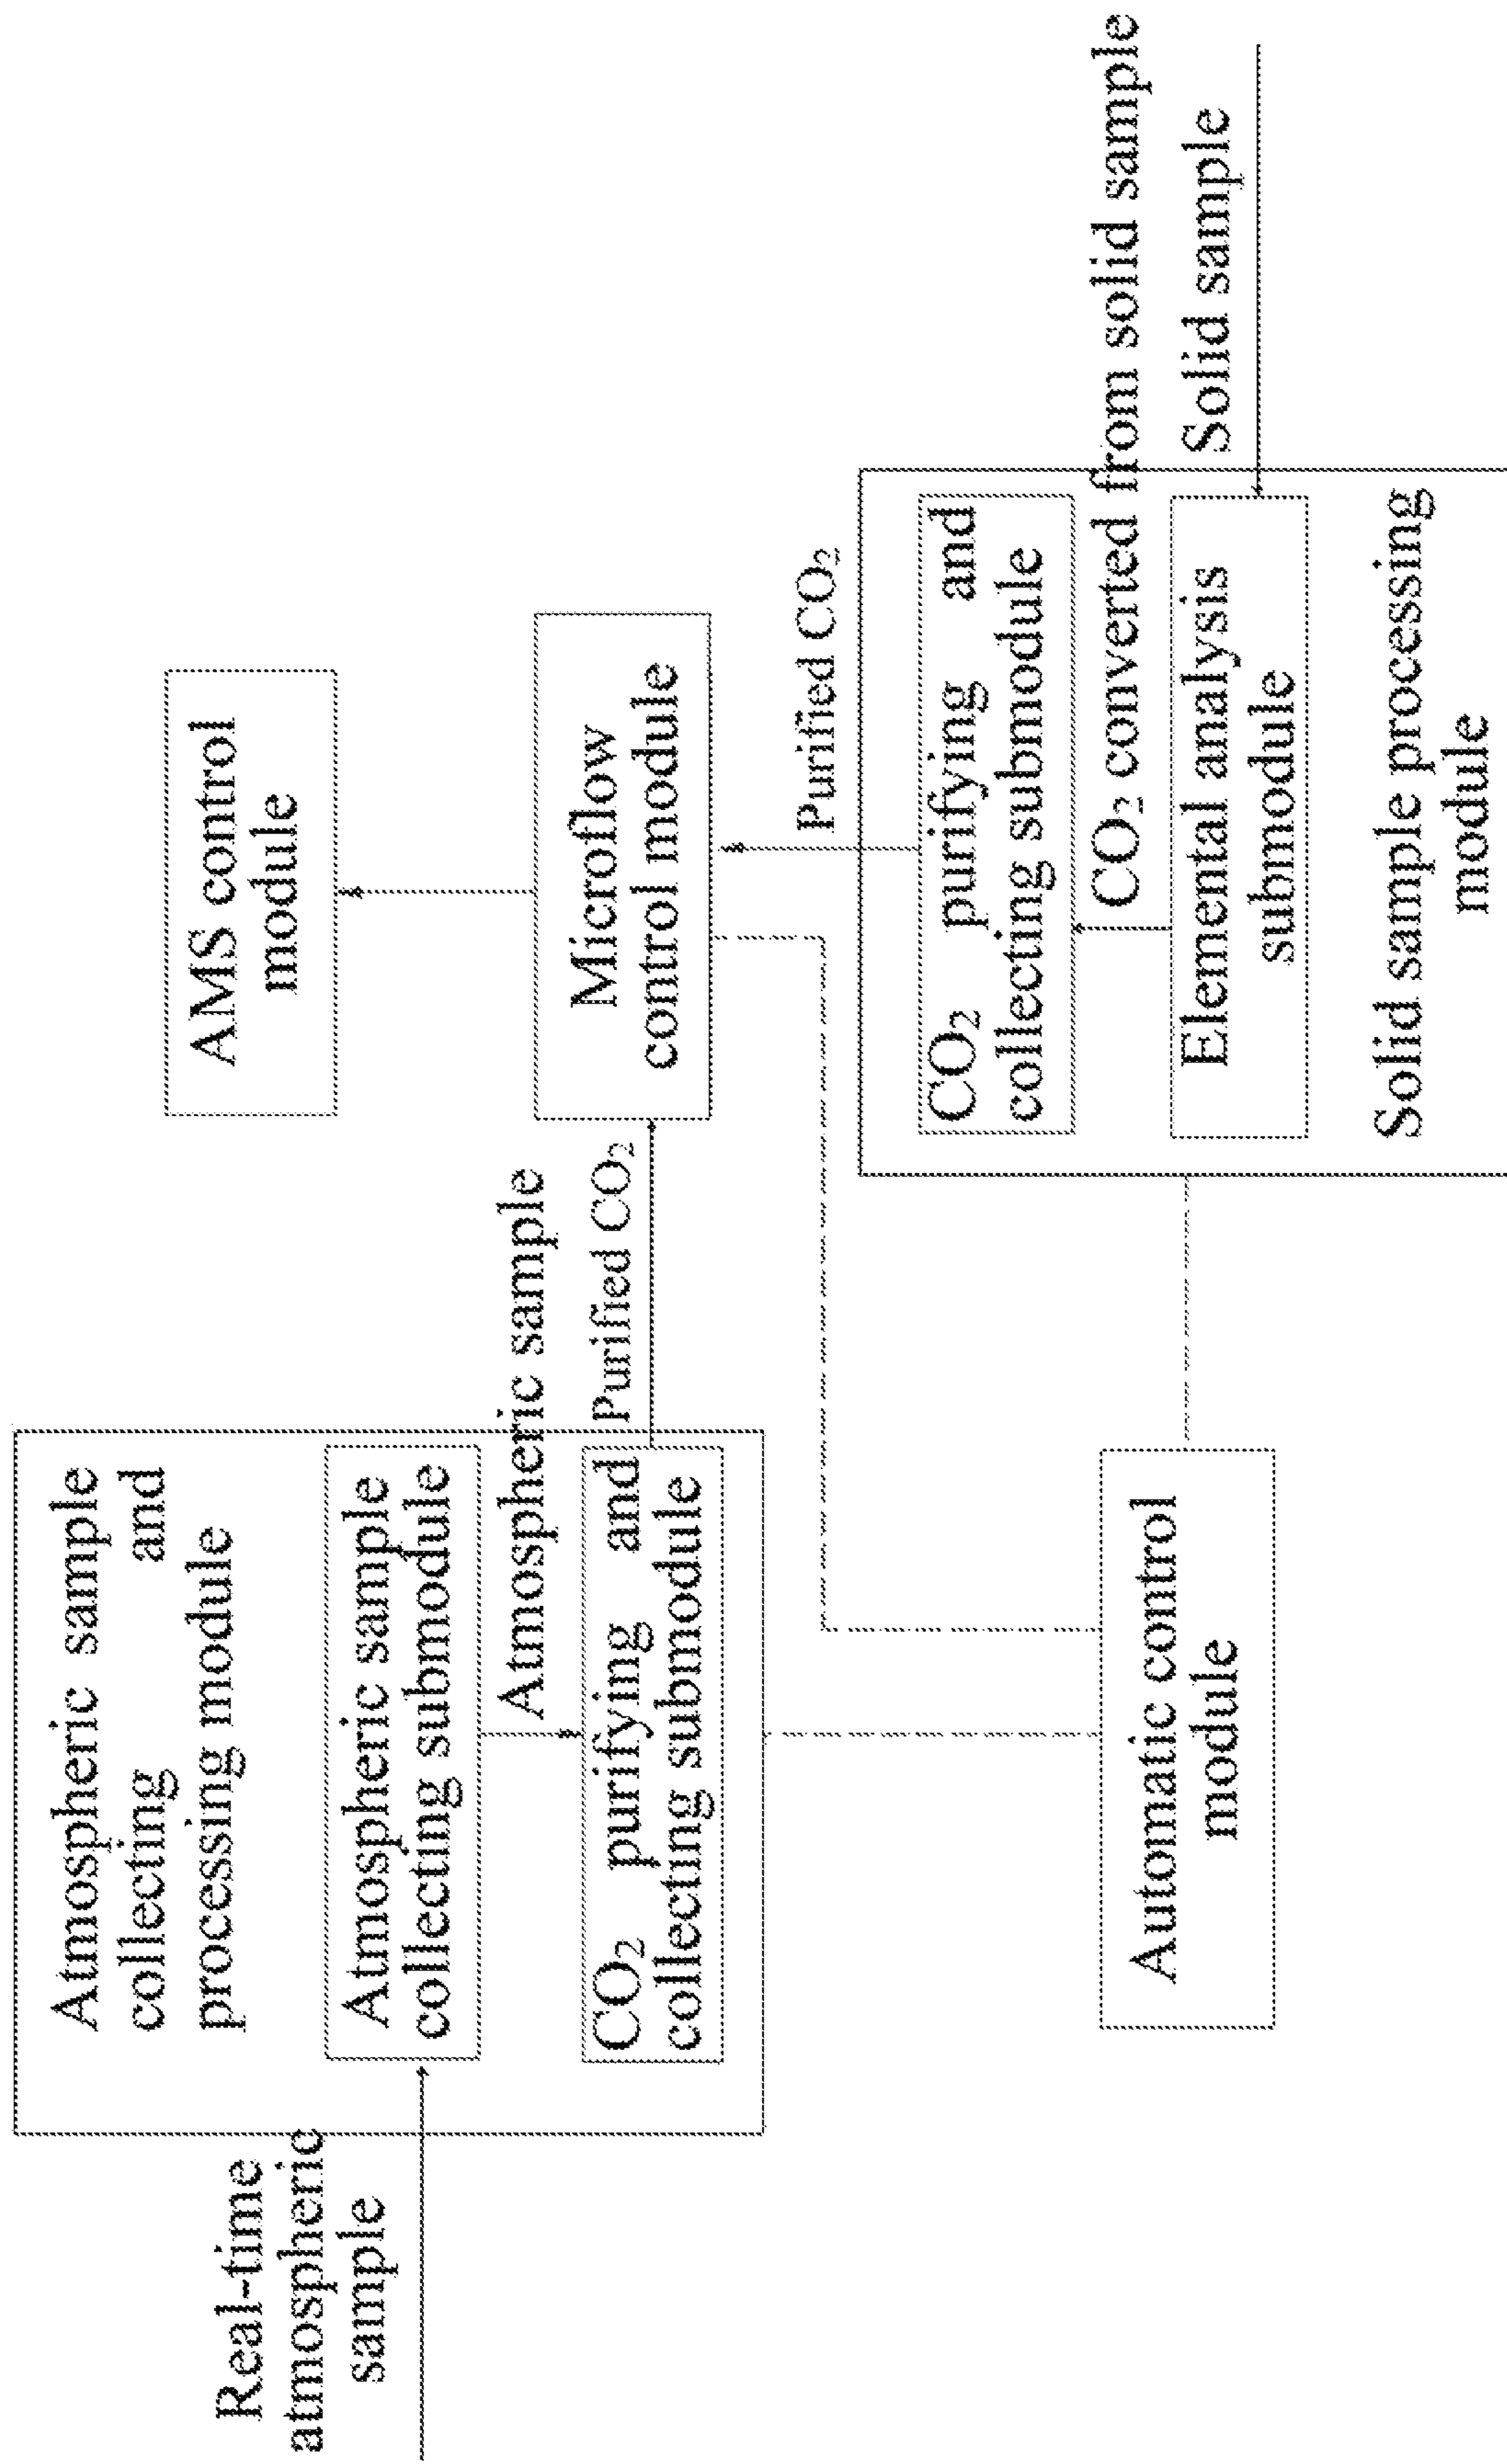 Real-time
atmospheric
sample
Atmospheric sample
collecting and
processing module
Atmospheric sample
collecting submodule
Atmospheric sample
CO₂ purifying and
collecting submodule
Purified CO₂
AMS control
module
Microflow
control module
Purified CO₂
Automatic control
module
CO₂ purifying and
collecting submodule
CO₂ converted from solid sample
Elemental analysis
submodule
Solid sample
Solid sample processing
module